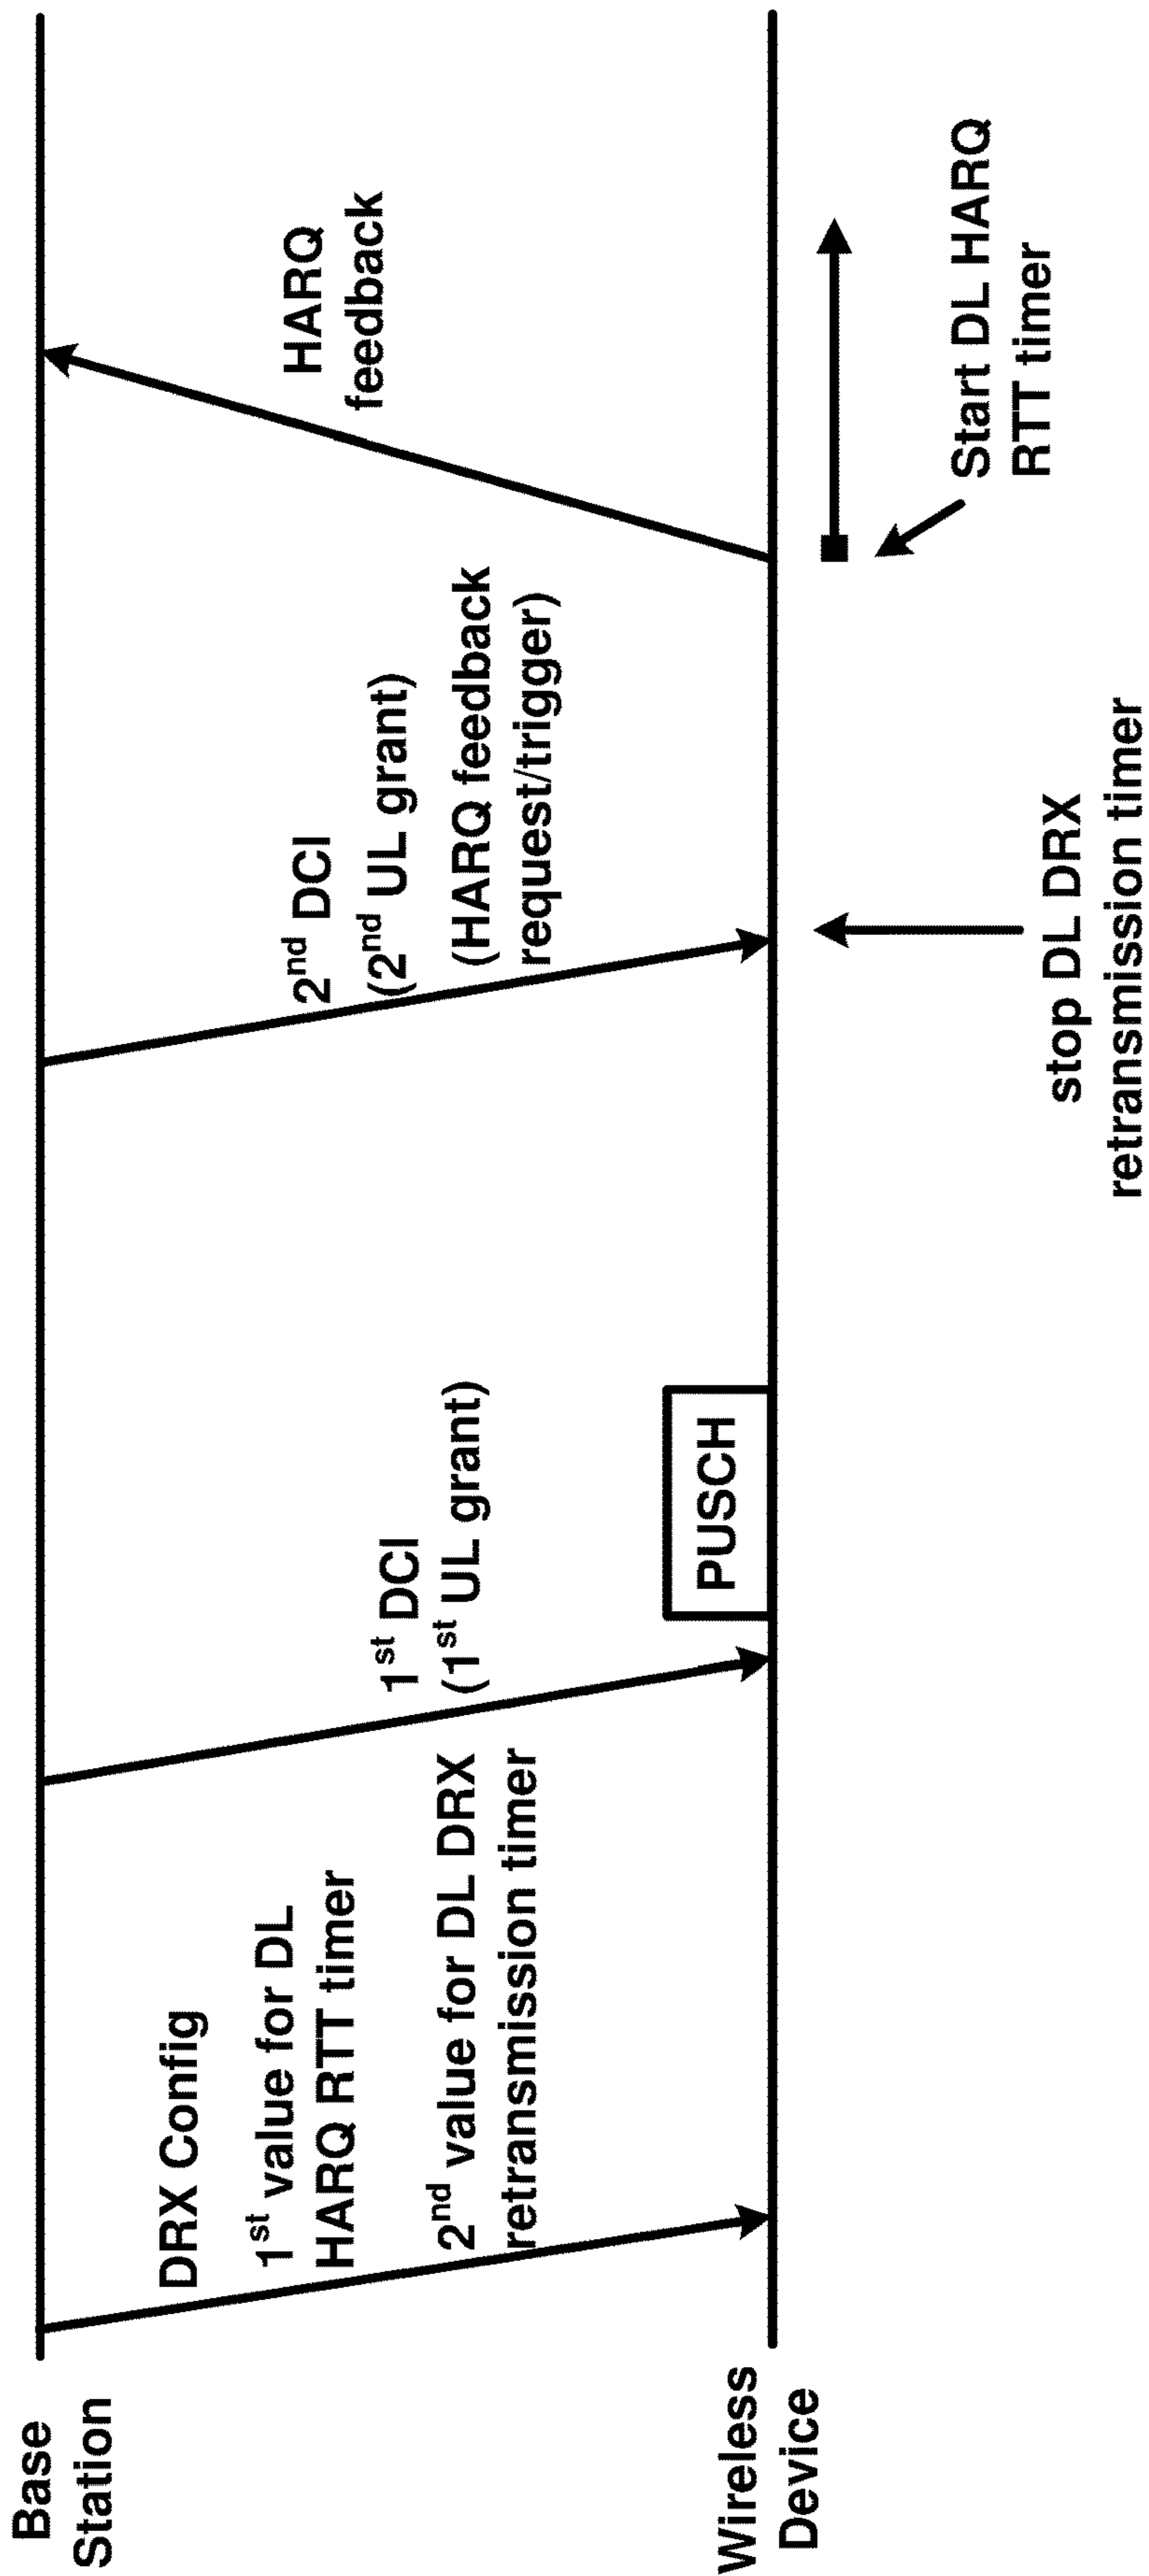 Base
Station
DRX Config
1st value for DL
HARQ RTT timer
2nd value for DL DRX
retransmission timer
1st DCI
(1st UL grant)
2nd DCI
(2nd UL grant)
(HARQ feedback
request/trigger)
HARQ
feedback
Wireless
Device
PUSCH
stop DL DRX
retransmission timer
Start DL HARQ
RTT timer